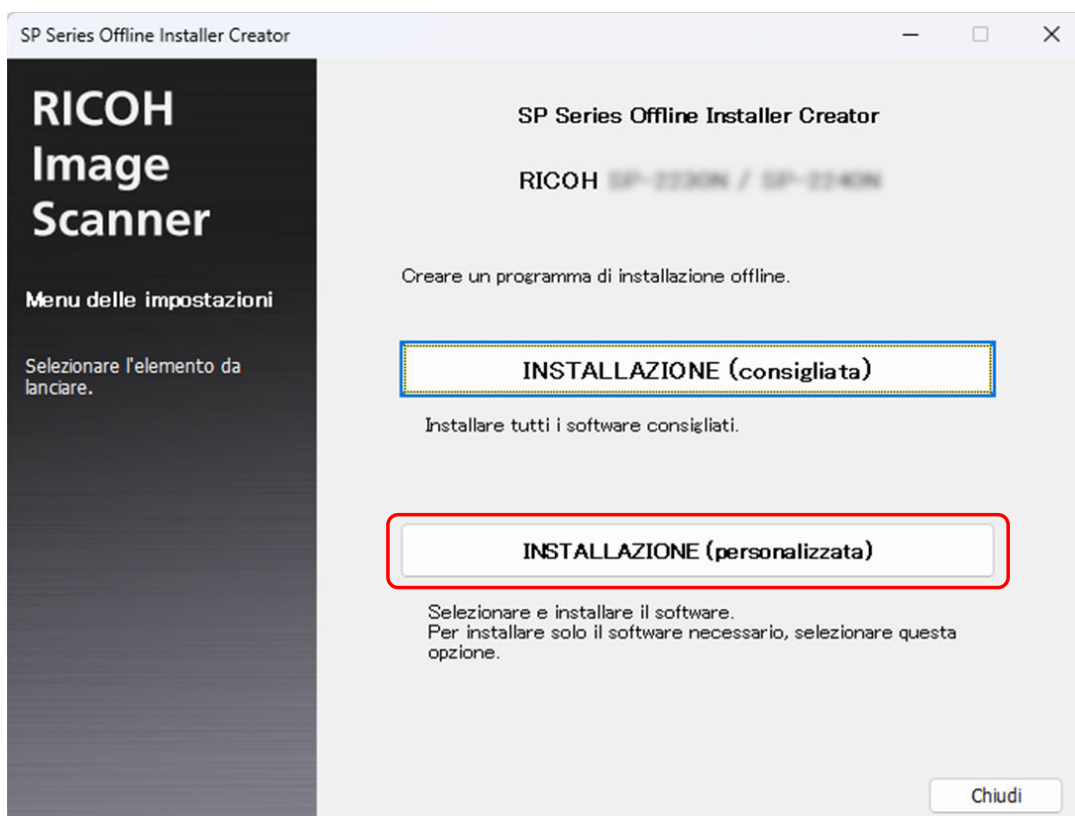 SP Series Offline Installer Creator
RICOH
Image
Scanner
Menu delle impostazioni
Selezionare l'elemento da
lanciare.
SP Series Offline Installer Creator
RICOH
Creare un programma di installazione offline.
INSTALLAZIONE (consigliata)
Installare tutti i software consigliati.
INSTALLAZIONE (personalizzata)
Selezionare e installare il software.
Per installare solo il software necessario, selezionare questa
opzione.
Chiudi